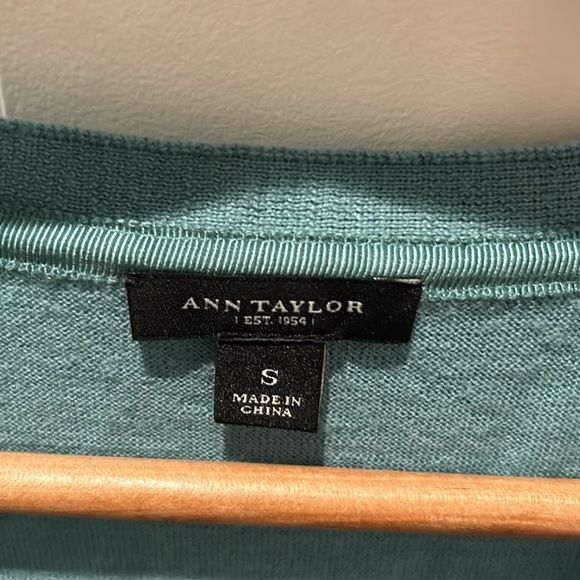 ANN TAYLOR
| EST. 1954 |
S
MADE IN
CHINA